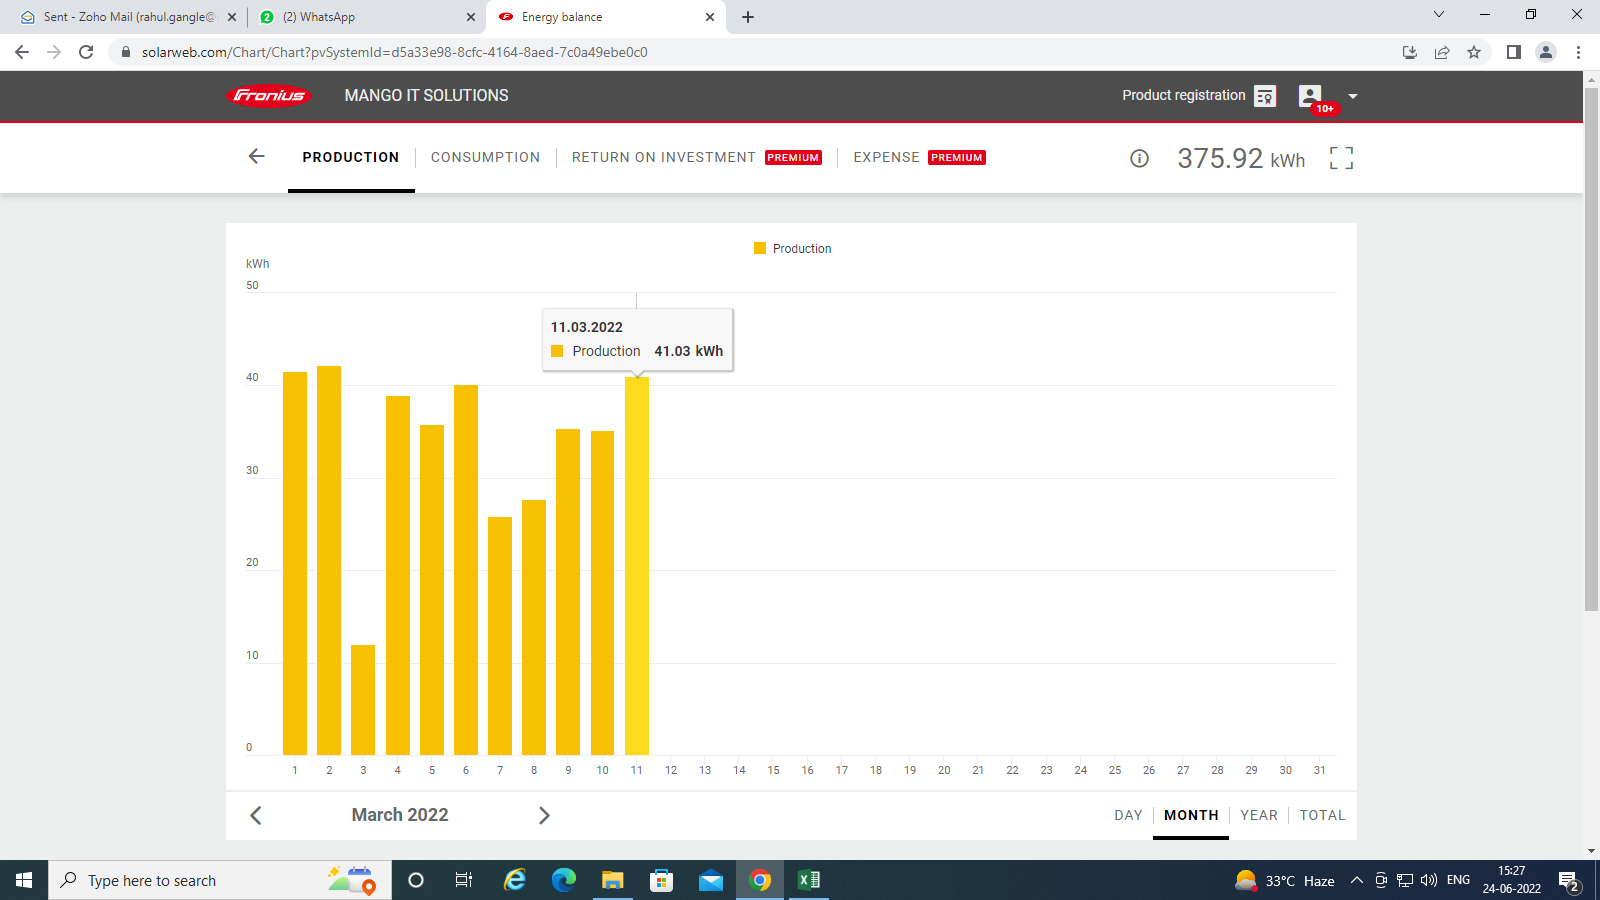 Sent - Zoho Mail (rahul.gangle@
(2) WhatsApp
Energy balance
solarweb.com/Chart/Chart?pvSystemId=d5a33e98-8cfc-4164-8aed-7c0a49ebe0c0
Fronius
MANGO IT SOLUTIONS
Product registration
10+
PRODUCTION
CONSUMPTION
RETURN ON INVESTMENT PREMIUM
EXPENSE PREMIUM
375.92 kWh
Production
kWh
50
11.03.2022
Production 41.03 kWh
40
30
20
10
0
1 2 3 4 5 6 7 8 9 10 11 12 13 14 15 16 17 18 19 20 21 22 23 24 25 26 27 28 29 30 31
March 2022
DAY MONTH YEAR TOTAL
Type here to search
33°C Haze
ENG
15:27
24-06-2022
2